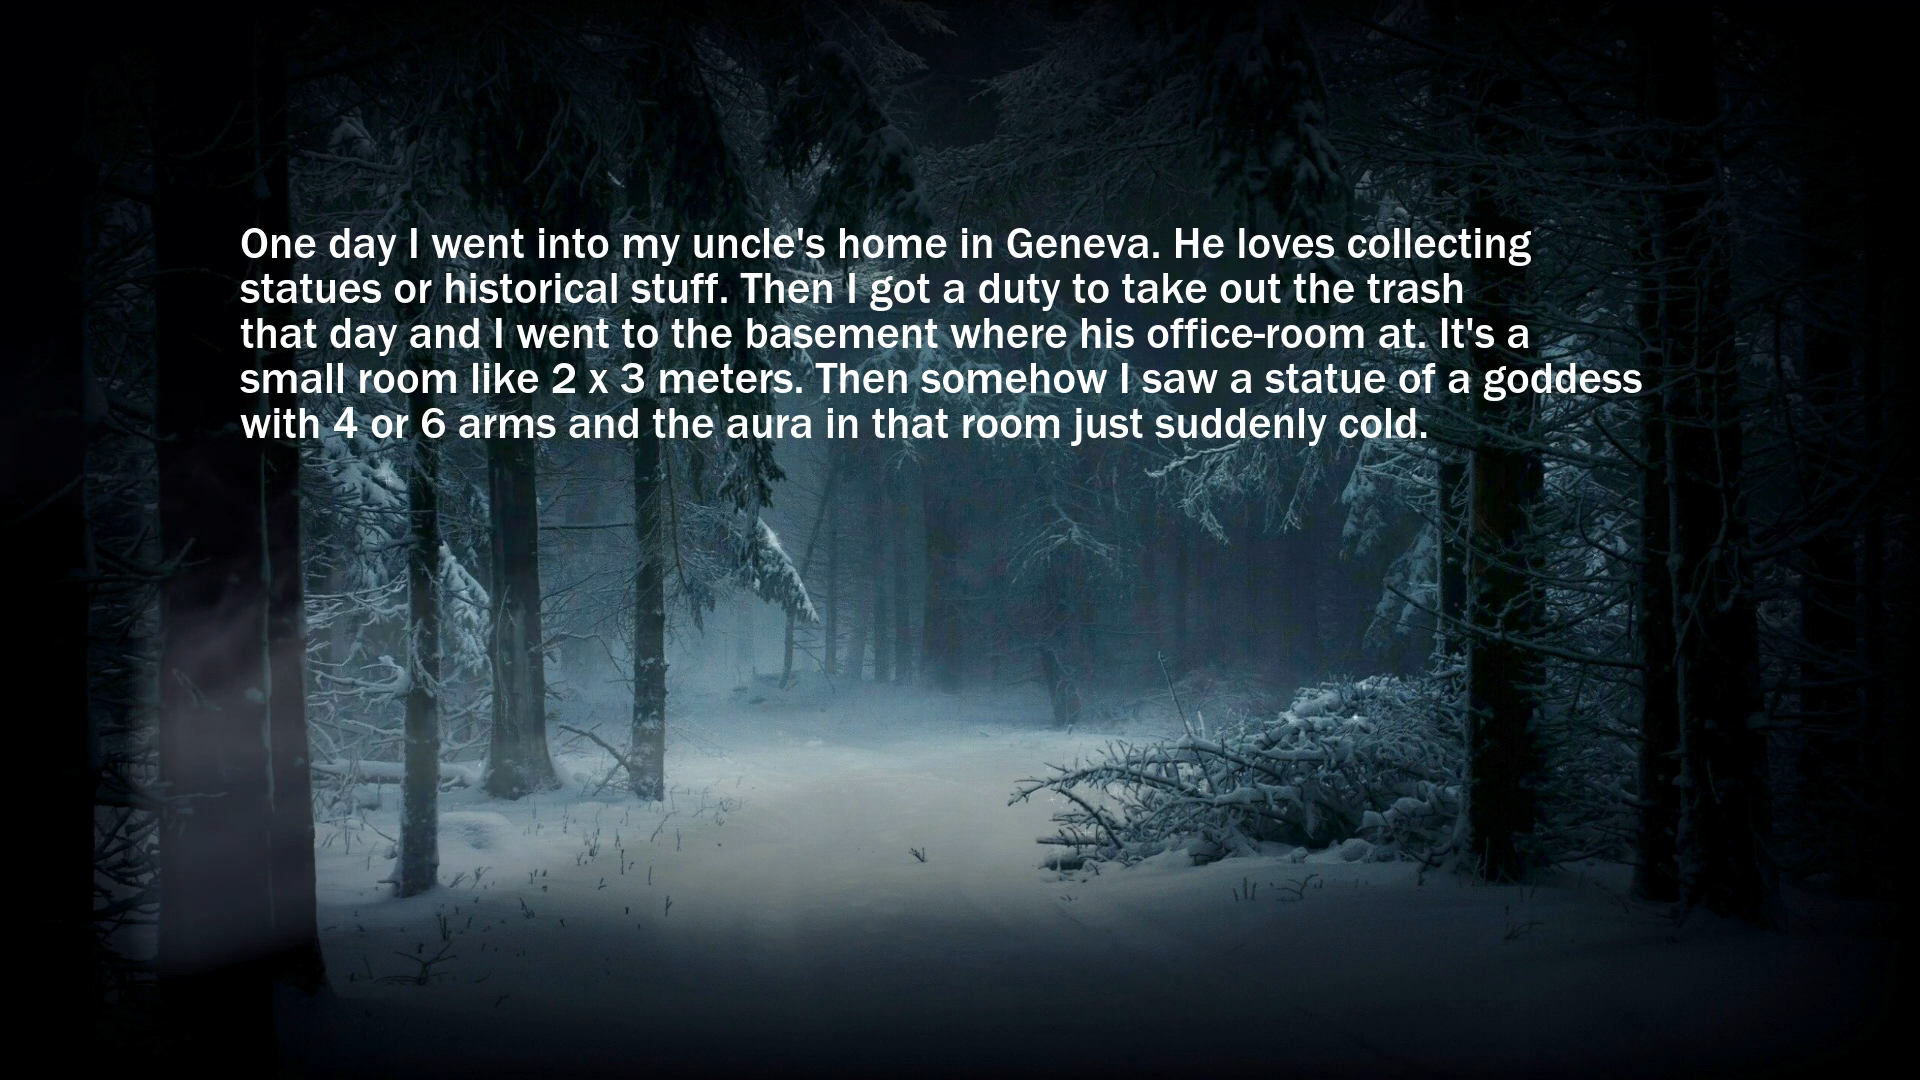 One day I went into my uncle's home in Geneva. He loves collecting
statues or historical stuff. Then I got a duty to take out the trash
that day and I went to the basement where his office-room at. It's a
small room like 2 x 3 meters. Then somehow I saw a statue of a goddess
with 4 or 6 arms and the aura in that room just suddenly cold.